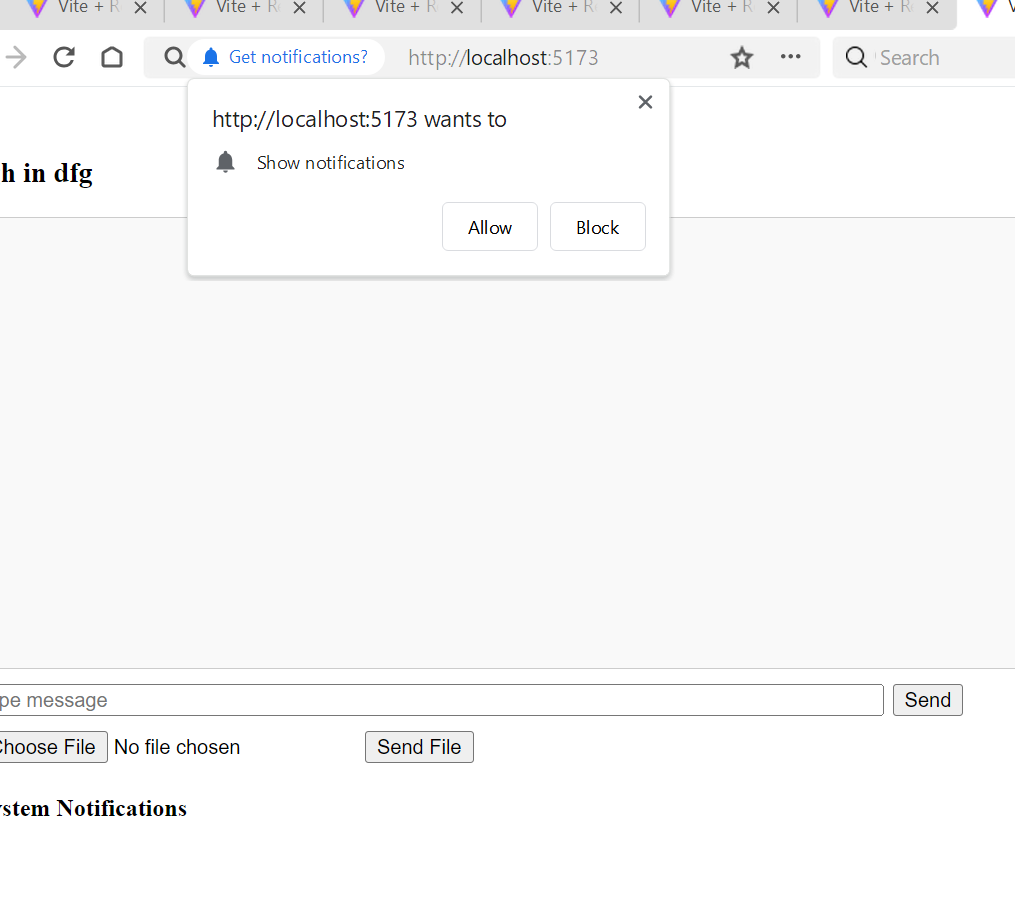 Vite + R Vite + R Vite + R Vite + R Vite + R Vite + R
Get notifications? http://localhost:5173 Search
http://localhost:5173 wants to
Show notifications
h in dfg
Allow Block
pe message Send
Choose File No file chosen Send File
stem Notifications